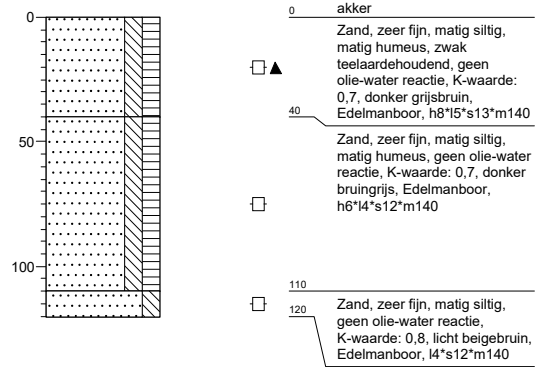 0
50
100
0 akker
Zand, zeer fijn, matig siltig,
matig humeus, zwak
teelaardehoudend, geen
olie-water reactie, K-waarde:
0,7, donker grijsbruin,
Edelmanboor, h8*l5*s13*m140
40
Zand, zeer fijn, matig siltig,
matig humeus, geen olie-water
reactie, K-waarde: 0,7, donker
bruingrijs, Edelmanboor,
h6*l4*s12*m140
110
Zand, zeer fijn, matig siltig,
geen olie-water reactie,
K-waarde: 0,8, licht beigebruin,
Edelmanboor, l4*s12*m140
120